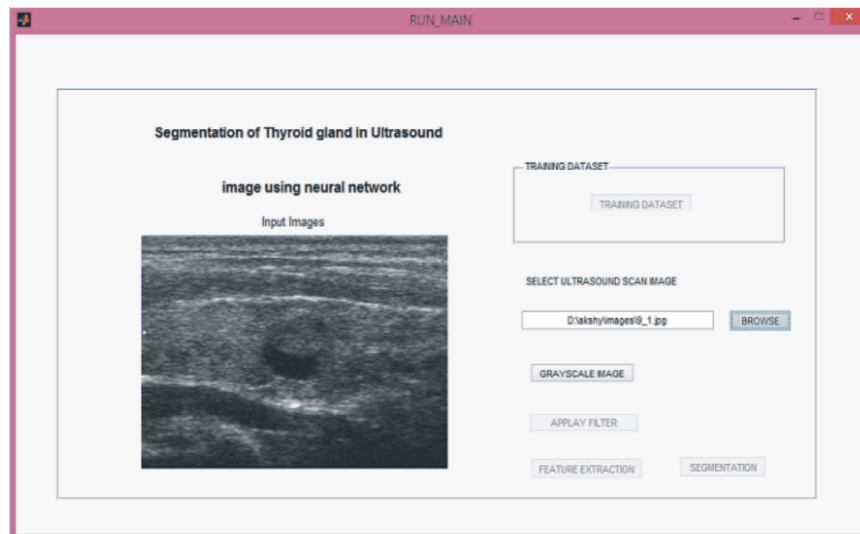 RUN_MAIN
Segmentation of Thyroid gland in Ultrasound
image using neural network
Input Images
TRAINING DATASET
TRAINING DATASET
SELECT ULTRASOUND SCAN IMAGE
D:\akshy\images\9_1.jpg
BROWSE
GRAYSCALE IMAGE
APPLAY FILTER
FEATURE EXTRACTION
SEGMENTATION